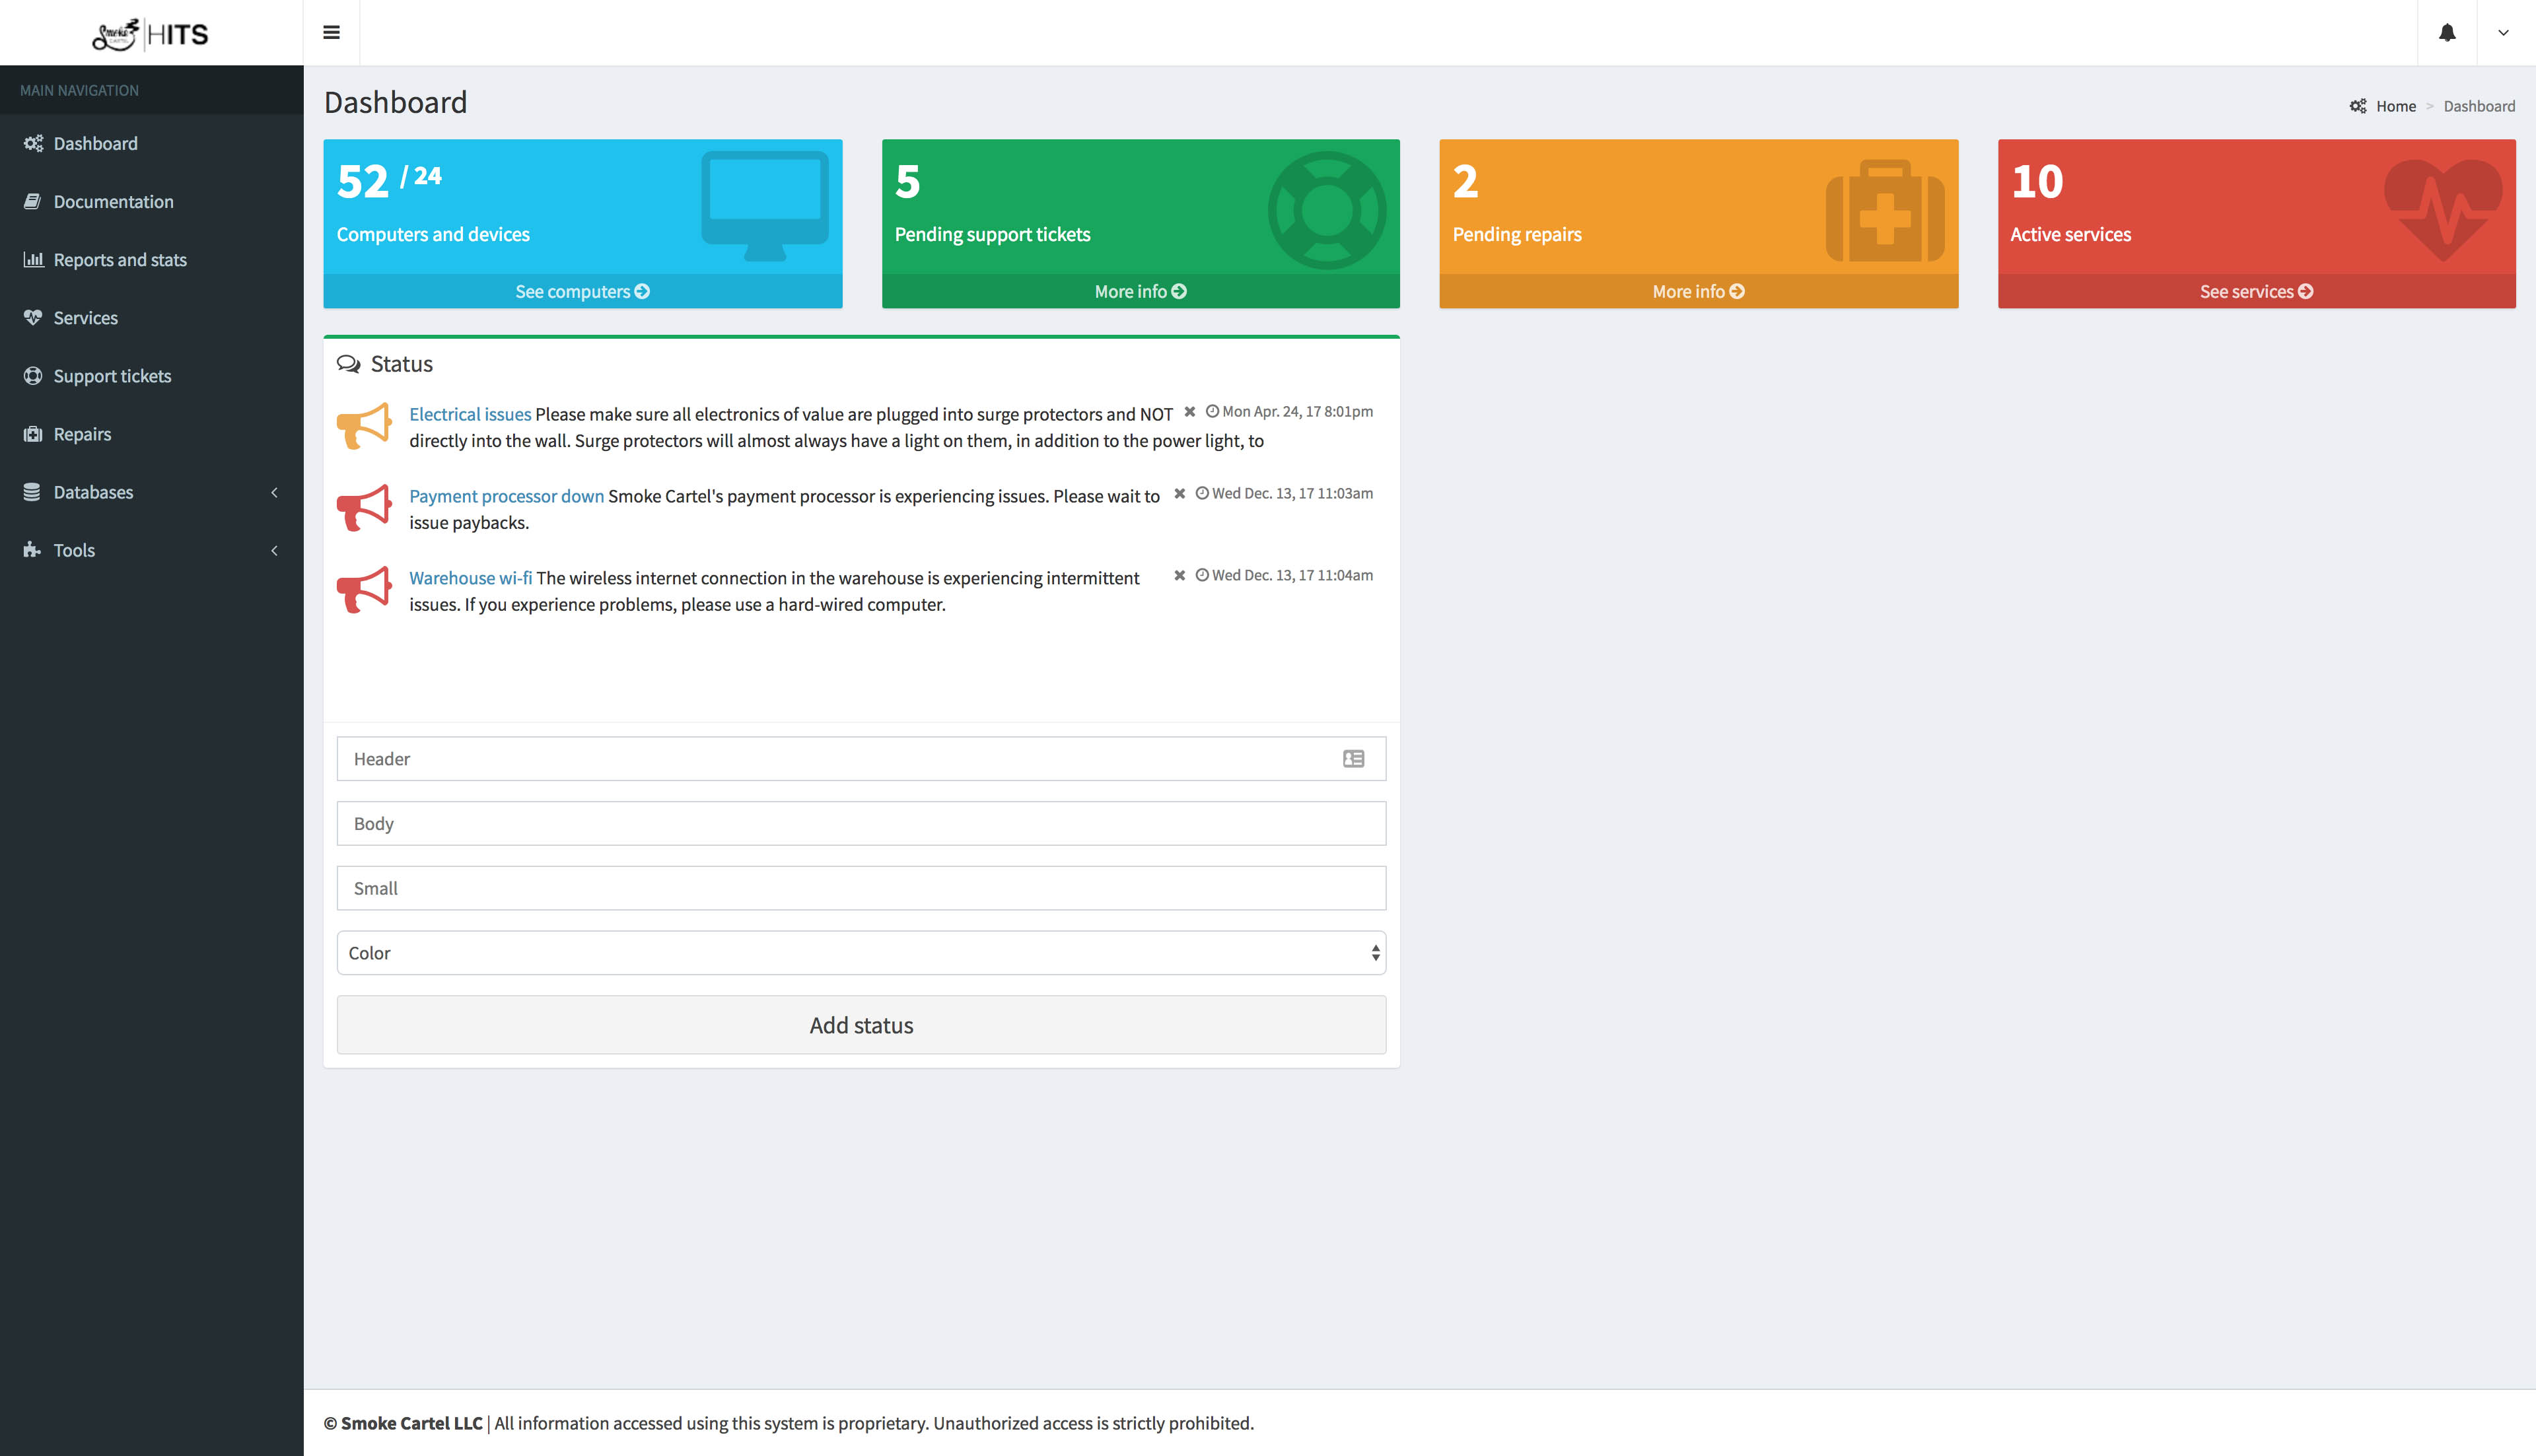 Smoke HITS
MAIN NAVIGATION
Dashboard
Documentation
Reports and stats
Services
Support tickets
Repairs
Databases
Tools
Dashboard
Home > Dashboard
52 / 24
Computers and devices
See computers
5
Pending support tickets
More info
2
Pending repairs
More info
10
Active services
See services
Status
Electrical issues Please make sure all electronics of value are plugged into surge protectors and NOT
Mon Apr. 24, 17 8:01pm
directly into the wall. Surge protectors will almost always have a light on them, in addition to the power light, to
Payment processor down Smoke Cartel's payment processor is experiencing issues. Please wait to
Wed Dec. 13, 17 11:03am
issue paybacks.
Warehouse wi-fi The wireless internet connection in the warehouse is experiencing intermittent
Wed Dec. 13, 17 11:04am
issues. If you experience problems, please use a hard-wired computer.
Header
Body
Small
Color
Add status
© Smoke Cartel LLC | All information accessed using this system is proprietary. Unauthorized access is strictly prohibited.